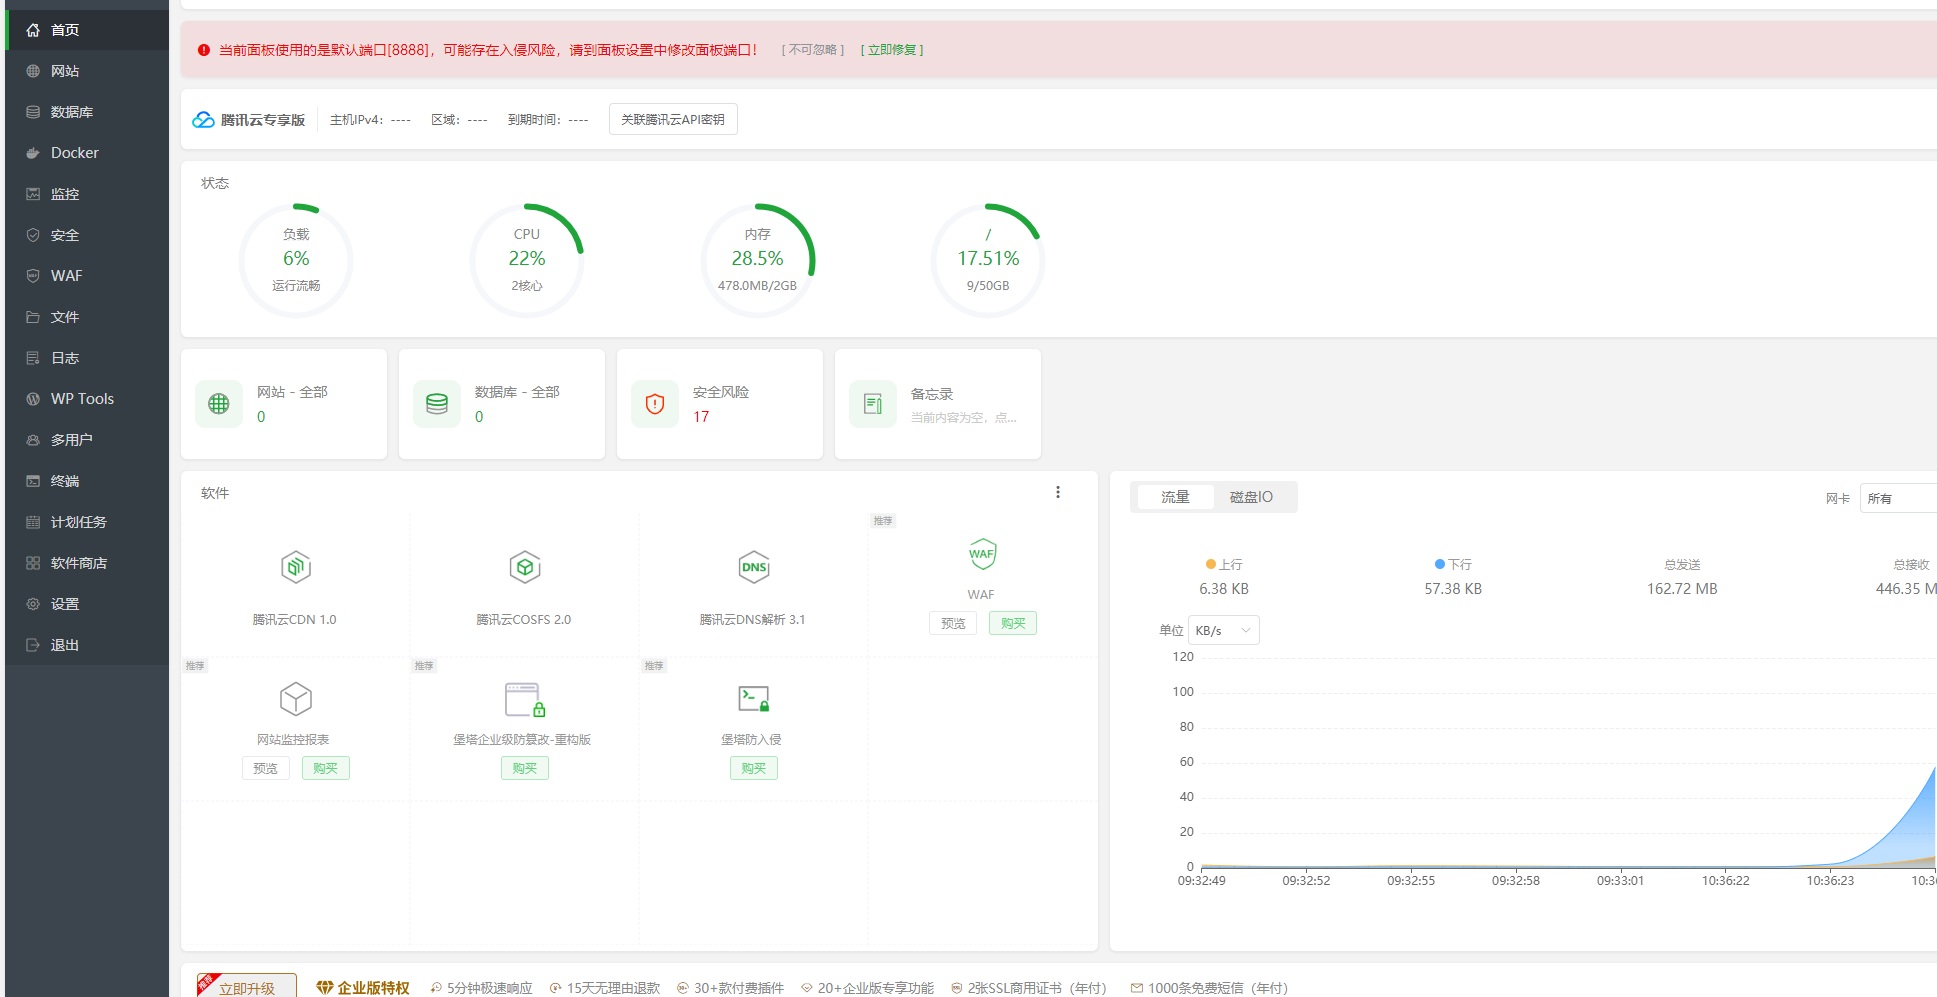 首页
网站
数据库
Docker
监控
安全
WAF
文件
日志
WP Tools
多用户
终端
计划任务
软件商店
设置
退出
当前面板使用的是默认端口[8888]，可能存在入侵风险，请到面板设置中修改面板端口！ [ 不可忽略 ] [ 立即修复 ]
腾讯云专享版 主机IPv4：---- 区域：---- 到期时间：---- 关联腾讯云API密钥
状态
负载 6% 运行流畅
CPU 22% 2核心
内存 28.5% 478.0MB/2GB
/ 17.51% 9/50GB
网站 - 全部 0
数据库 - 全部 0
安全风险 17
备忘录 当前内容为空，点...
软件
腾讯云CDN 1.0
腾讯云COSFS 2.0
DNS
腾讯云DNS解析 3.1
推荐
WAF
WAF
预览 购买
推荐
网站监控报表
预览 购买
推荐
堡塔企业级防篡改-重构版
购买
推荐
堡塔防入侵
购买
流量 磁盘IO 网卡 所有
上行 下行 总发送 总接收
6.38 KB 57.38 KB 162.72 MB 446.35 M
单位 KB/s
120
100
80
60
40
20
0
09:32:49 09:32:52 09:32:55 09:32:58 09:33:01 10:36:22 10:36:23 10:36
推荐 立即升级 企业版特权 5分钟极速响应 15天无理由退款 30+款付费插件 20+企业版专享功能 2张SSL商用证书（年付） 1000条免费短信（年付）